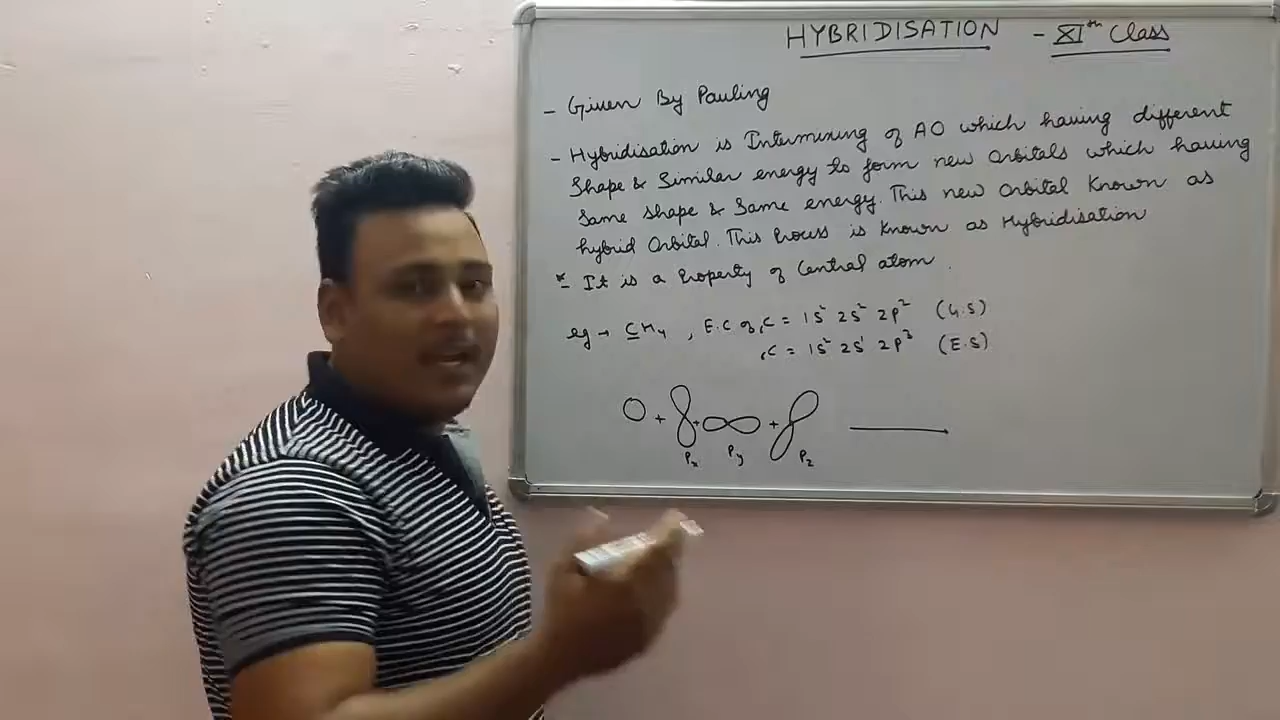 HYBRIDISATION - XIth Class
- Given By Pauling
- Hybridisation is Intermixing of AO which having different
Shape & Similar energy to form new orbitals which having
Same shape & Same energy. This new orbital Known as
hybrid orbital. This Process is Known as Hybridisation
* It is a Property of Central atom.
eg → CH4, E.C of, C = 1s² 2s² 2p² (G.S)
,C = 1s² 2s¹ 2p³ (E.S)
+ + +
Px Py Pz